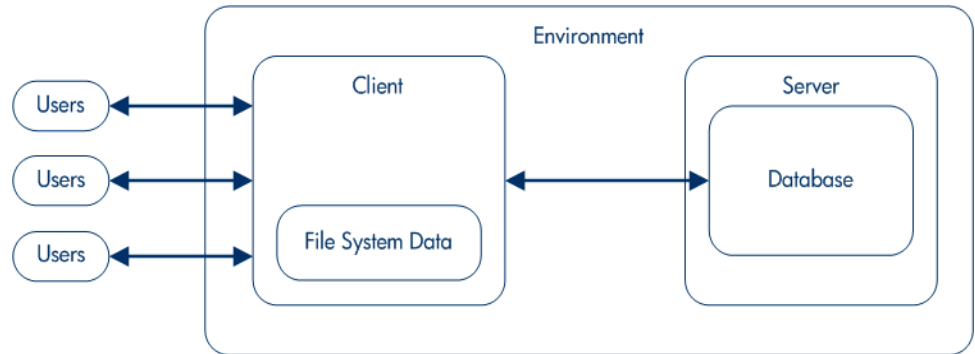 Environment
Client
Server
Users
Users
Database
File System Data
Users